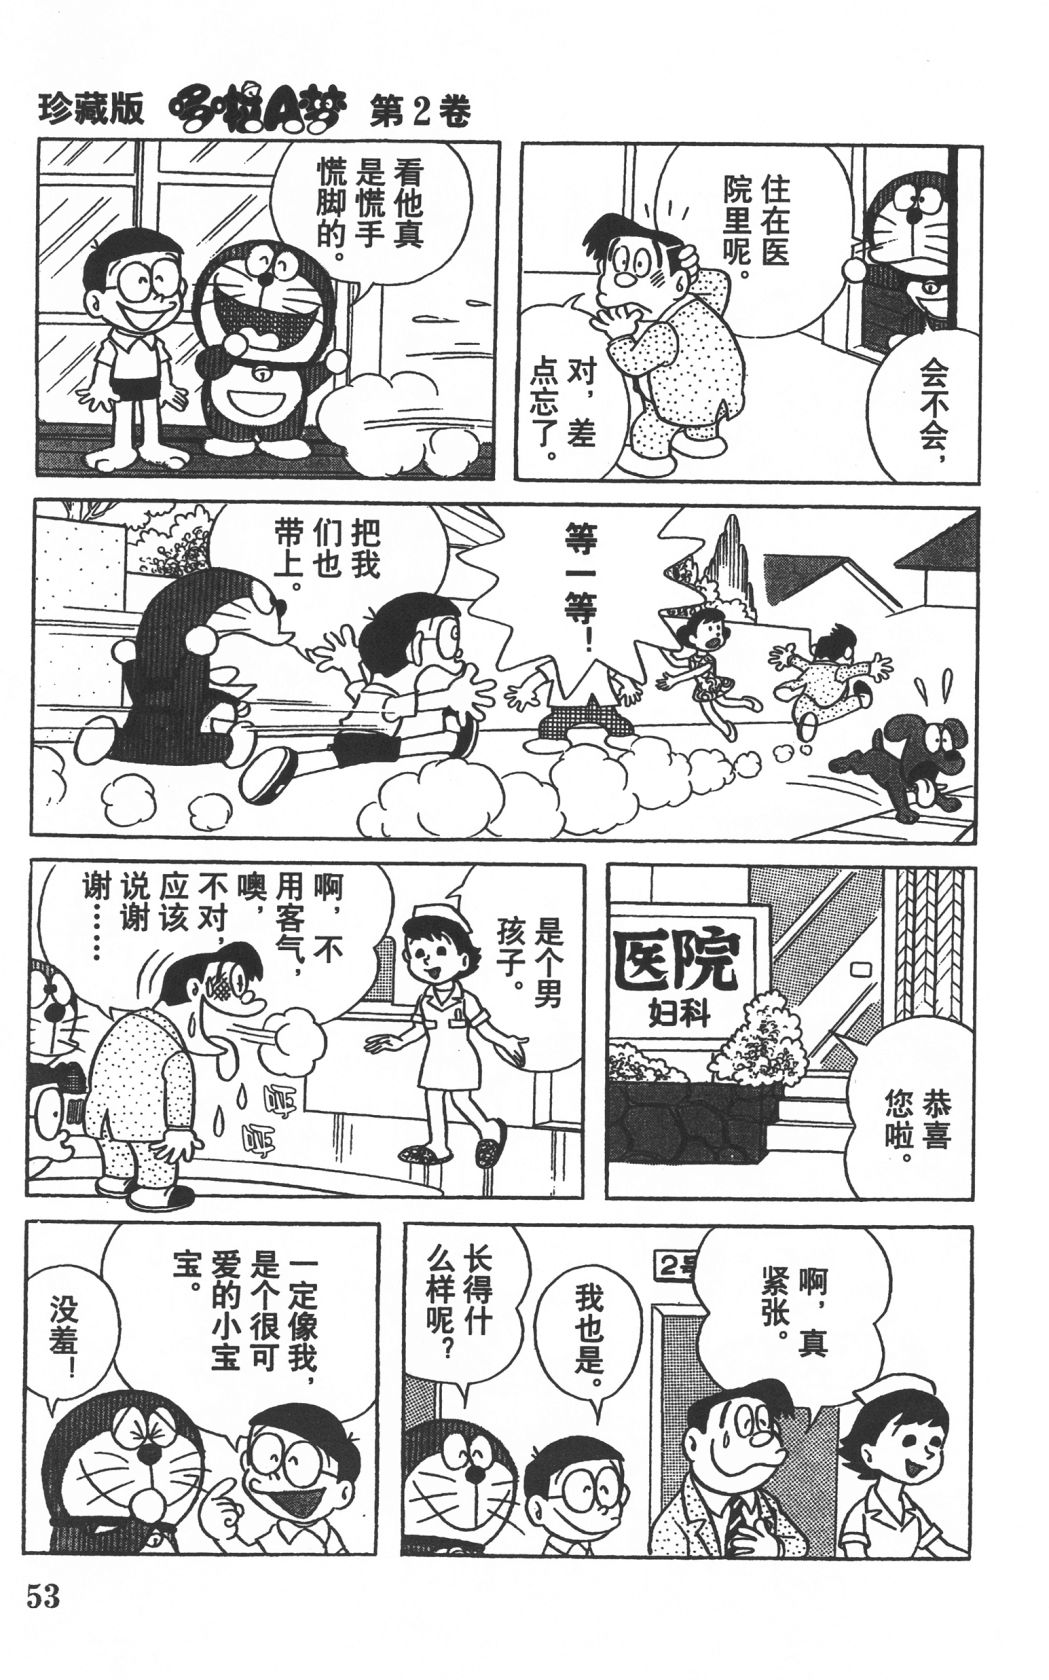 珍藏版 哆啦A梦 第2卷
会不会，
住在医
院里呢。
对，差
点忘了。
看他真
是慌手
慌脚的。
等一等！
把我
们也
带上。
医院
妇科
恭喜
您啦。
是个男
孩子。
啊，不
用客气，
噢，
不对，
应该
说谢
谢……
呼
呼
2号
啊，真
紧张。
我也是。
长得什
么样呢？
一定像我，
是个很可
爱的小宝
宝。
没羞！
53